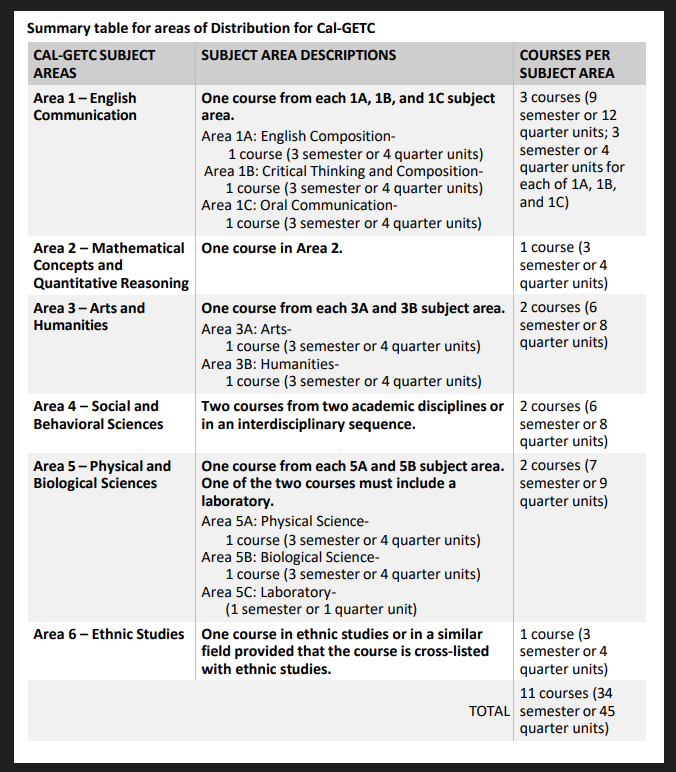 Summary table for areas of Distribution for Cal-GETC
CAL-GETC SUBJECT
AREAS
SUBJECT AREA DESCRIPTIONS
COURSES PER
SUBJECT AREA
Area 1 – English
Communication
One course from each 1A, 1B, and 1C subject
area.
Area 1A: English Composition-
1 course (3 semester or 4 quarter units)
Area 1B: Critical Thinking and Composition-
1 course (3 semester or 4 quarter units)
Area 1C: Oral Communication-
1 course (3 semester or 4 quarter units)
3 courses (9
semester or 12
quarter units; 3
semester or 4
quarter units for
each of 1A, 1B,
and 1C)
Area 2 – Mathematical
Concepts and
Quantitative Reasoning
One course in Area 2.
1 course (3
semester or 4
quarter units)
Area 3 – Arts and
Humanities
One course from each 3A and 3B subject area.
Area 3A: Arts-
1 course (3 semester or 4 quarter units)
Area 3B: Humanities-
1 course (3 semester or 4 quarter units)
2 courses (6
semester or 8
quarter units)
Area 4 – Social and
Behavioral Sciences
Two courses from two academic disciplines or
in an interdisciplinary sequence.
2 courses (6
semester or 8
quarter units)
Area 5 – Physical and
Biological Sciences
One course from each 5A and 5B subject area.
One of the two courses must include a
laboratory.
Area 5A: Physical Science-
1 course (3 semester or 4 quarter units)
Area 5B: Biological Science-
1 course (3 semester or 4 quarter units)
Area 5C: Laboratory-
(1 semester or 1 quarter unit)
2 courses (7
semester or 9
quarter units)
Area 6 – Ethnic Studies
One course in ethnic studies or in a similar
field provided that the course is cross-listed
with ethnic studies.
1 course (3
semester or 4
quarter units)
TOTAL
11 courses (34
semester or 45
quarter units)